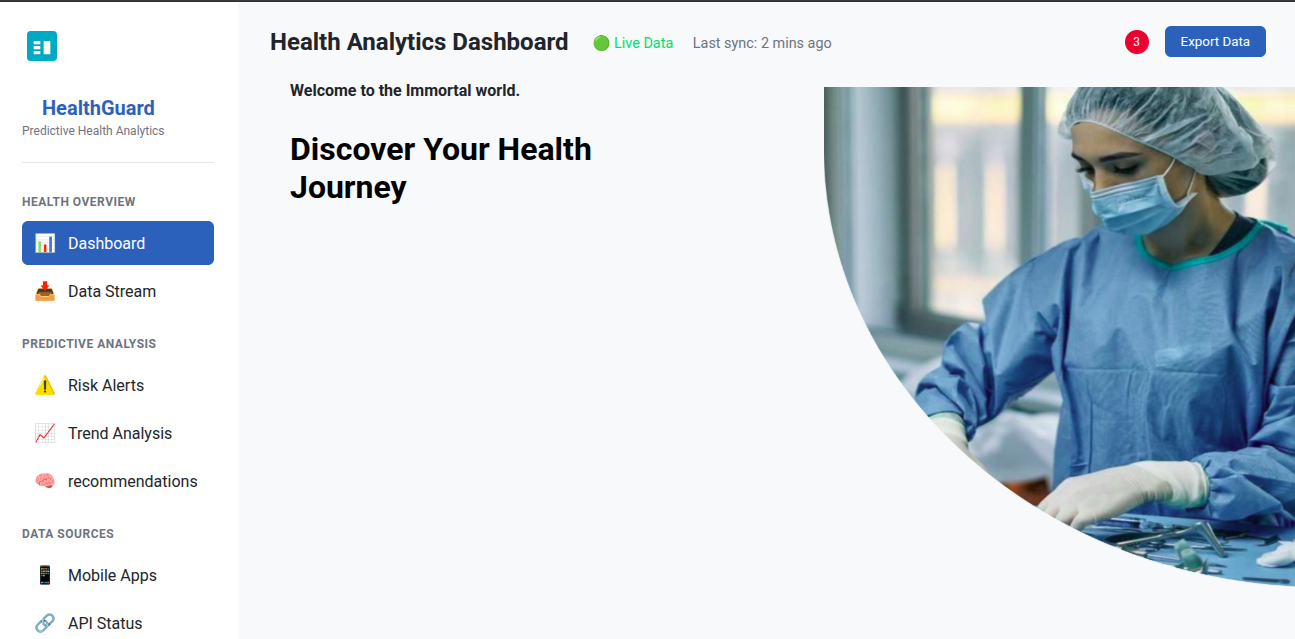 HealthGuard
Predictive Health Analytics
HEALTH OVERVIEW
Dashboard
Data Stream
PREDICTIVE ANALYSIS
Risk Alerts
Trend Analysis
recommendations
DATA SOURCES
Mobile Apps
API Status
Health Analytics Dashboard
Live Data
Last sync: 2 mins ago
3
Export Data
Welcome to the Immortal world.
Discover Your Health
Journey